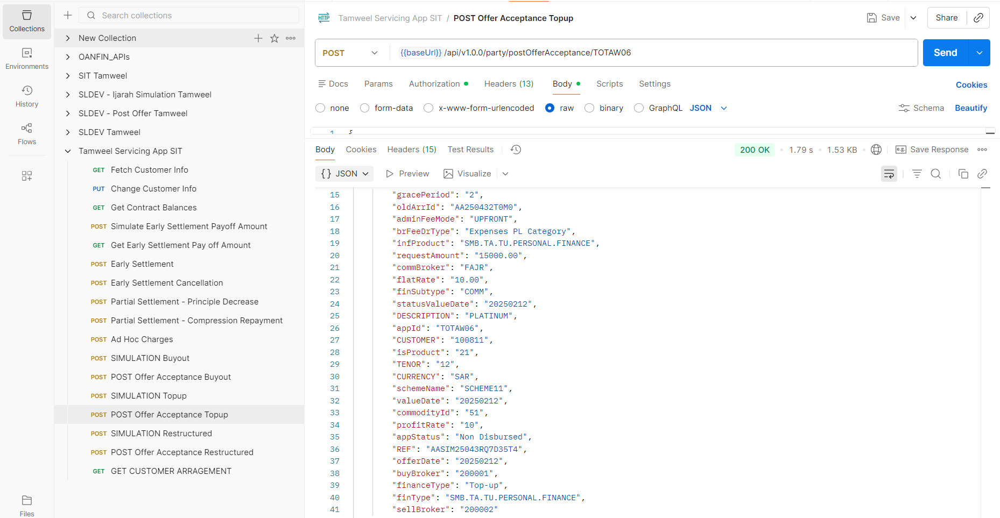 Collections
Environments
History
Flows
Files
Search collections
New Collection
OANFIN_APIs
SIT Tamweel
SLDEV - Ijarah Simulation Tamweel
SLDEV - Post Offer Tamweel
SLDEV Tamweel
Tamweel Servicing App SIT
GET Fetch Customer Info
PUT Change Customer Info
GET Get Contract Balances
POST Simulate Early Settlement Payoff Amount
GET Get Early Settlement Pay off Amount
POST Early Settlement
POST Early Settlement Cancellation
POST Partial Settlement - Principle Decrease
POST Partial Settlement - Compression Repayment
POST Ad Hoc Charges
POST SIMULATION Buyout
POST POST Offer Acceptance Buyout
POST SIMULATION Topup
POST POST Offer Acceptance Topup
POST SIMULATION Restructured
POST POST Offer Acceptance Restructured
GET GET CUSTOMER ARRAGEMENT
HTTP Tamweel Servicing App SIT / POST Offer Acceptance Topup
Save Share
POST {{baseUrl}}/api/v1.0.0/party/postOfferAcceptance/TOTAW06 Send
Docs Params Authorization Headers (13) Body Scripts Settings Cookies
none form-data x-www-form-urlencoded raw binary GraphQL JSON Schema Beautify
1 {
Body Cookies Headers (15) Test Results 200 OK 1.79 s 1.53 KB e.g. Save Response
{} JSON Preview Visualize
15 "gracePeriod": "2",
16 "oldArrId": "AA250432T0M0",
17 "adminFeeMode": "UPFRONT",
18 "brFeeDrType": "Expenses PL Category",
19 "infProduct": "SMB.TA.TU.PERSONAL.FINANCE",
20 "requestAmount": "15000.00",
21 "commBroker": "FAJR",
22 "flatRate": "10.00",
23 "finSubtype": "COMM",
24 "statusValueDate": "20250212",
25 "DESCRIPTION": "PLATINUM",
26 "appId": "TOTAW06",
27 "CUSTOMER": "100811",
28 "isProduct": "21",
29 "TENOR": "12",
30 "CURRENCY": "SAR",
31 "schemeName": "SCHEME11",
32 "valueDate": "20250212",
33 "commodityId": "51",
34 "profitRate": "10",
35 "appStatus": "Non Disbursed",
36 "REF": "AASIM25043RQ7D35T4",
37 "offerDate": "20250212",
38 "buyBroker": "200001",
39 "financeType": "Top-up",
40 "finType": "SMB.TA.TU.PERSONAL.FINANCE",
41 "sellBroker": "200002"